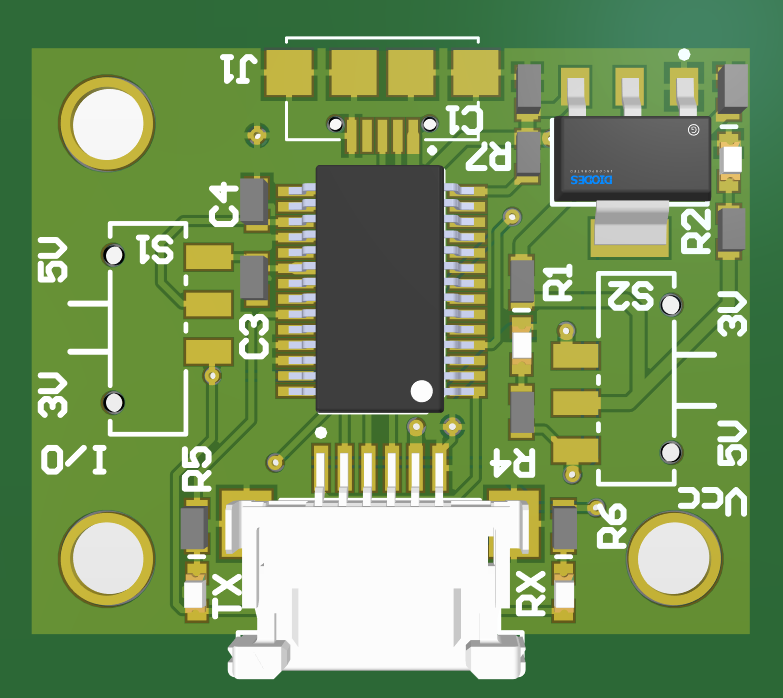 J1
C1
R7
DIODES
INCORPORATED
G
C4
R2
5V
S1
R1
S2
3V
C3
3V
I/O
R5
R4
5V
Vcc
R6
TX
RX